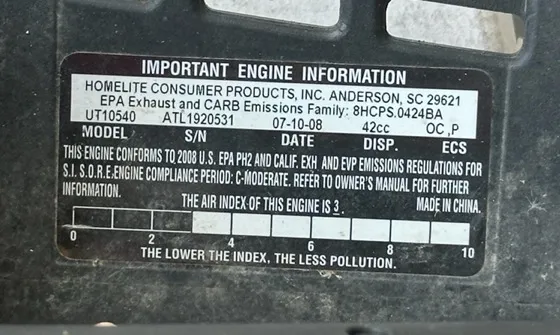 IMPORTANT ENGINE INFORMATION
HOMELITE CONSUMER PRODUCTS, INC. ANDERSON, SC 29621
EPA Exhaust and CARB Emissions Family: 8HCPS.0424BA
UT10540 ATL1920531 07-10-08 42cc OC ,P
MODEL S/N DATE DISP. ECS
THIS ENGINE CONFORMS TO 2008 U.S. EPA PH2 AND CALIF. EXH AND EVP EMISSIONS REGULATIONS FOR
S.I. S.O.R.E.ENGINE COMPLIANCE PERIOD: C-MODERATE. REFER TO OWNER'S MANUAL FOR FURTHER
INFORMATION.
THE AIR INDEX OF THIS ENGINE IS 3 . MADE IN CHINA.
0 2 4 6 8 10
THE LOWER THE INDEX, THE LESS POLLUTION.